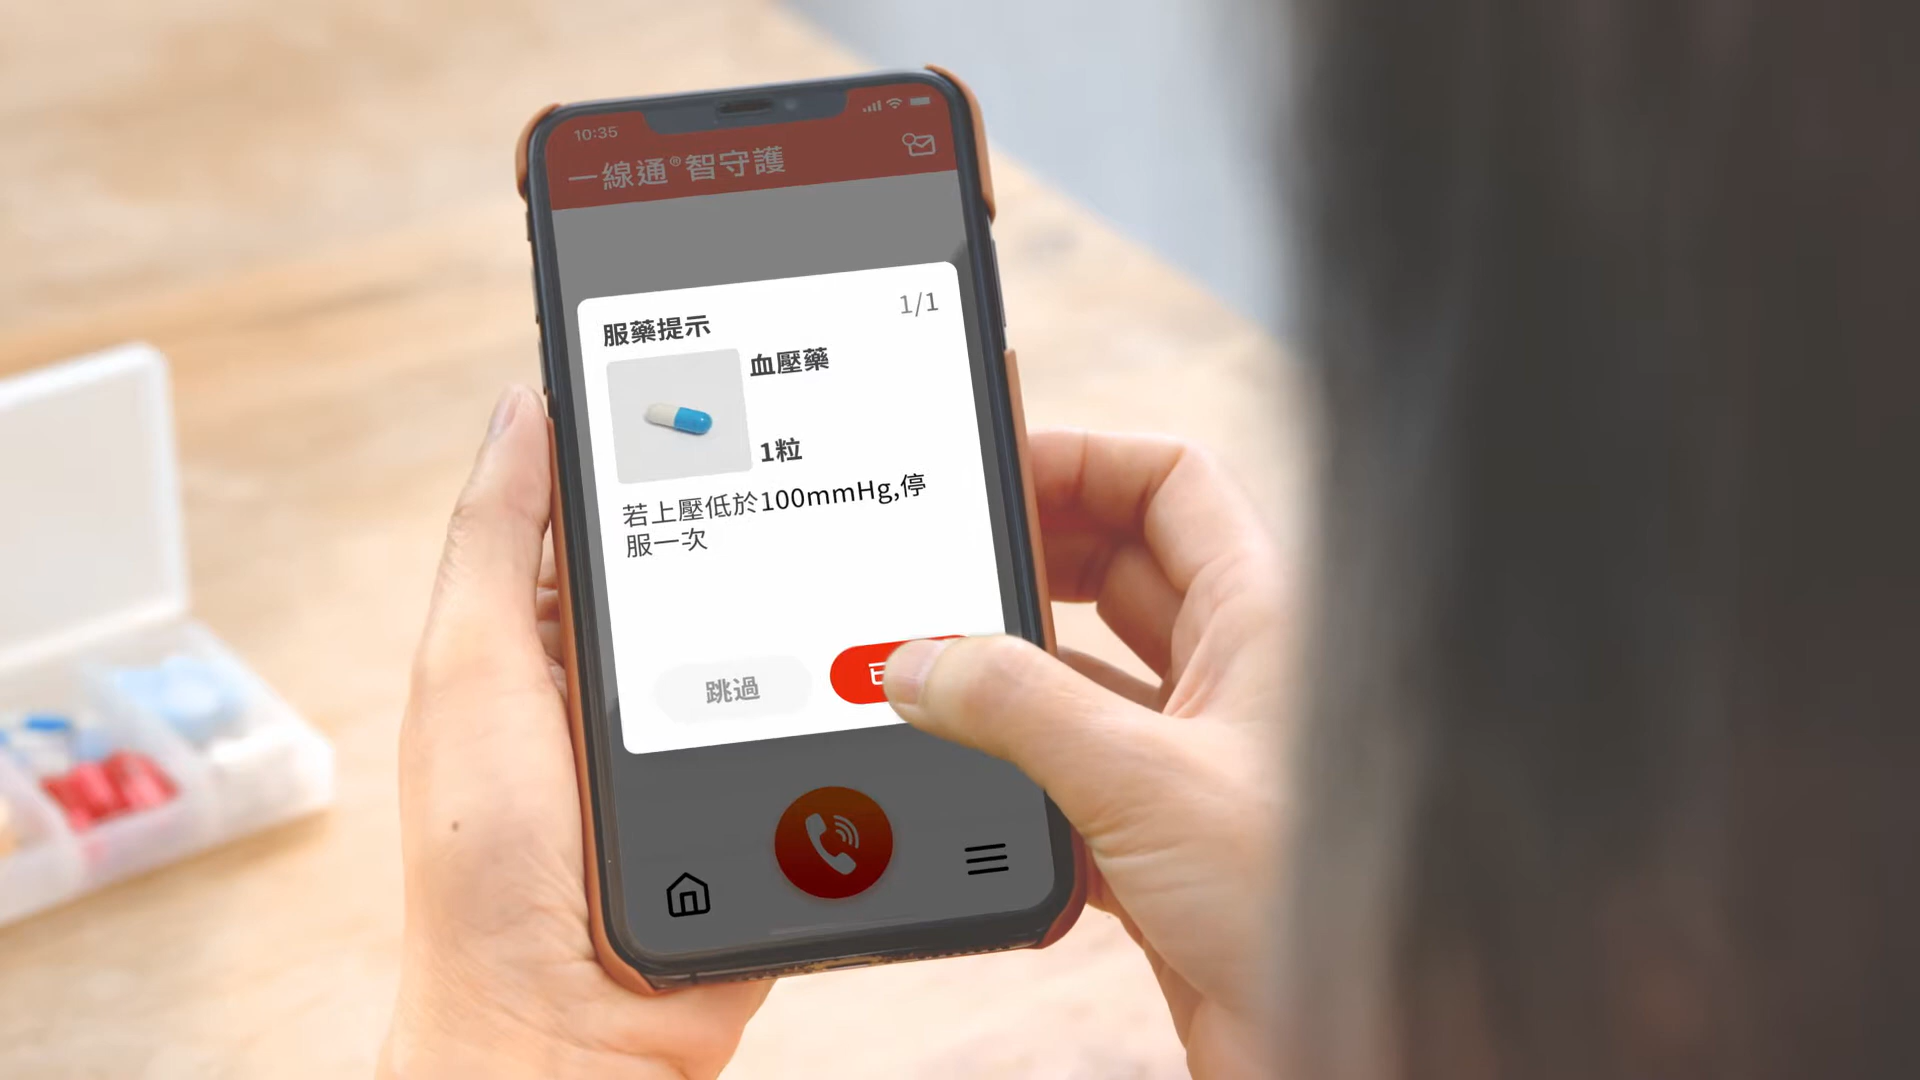 10:35
一線通®智守護
服藥提示
1/1
血壓藥
1粒
若上壓低於100mmHg,停
服一次
跳過
已